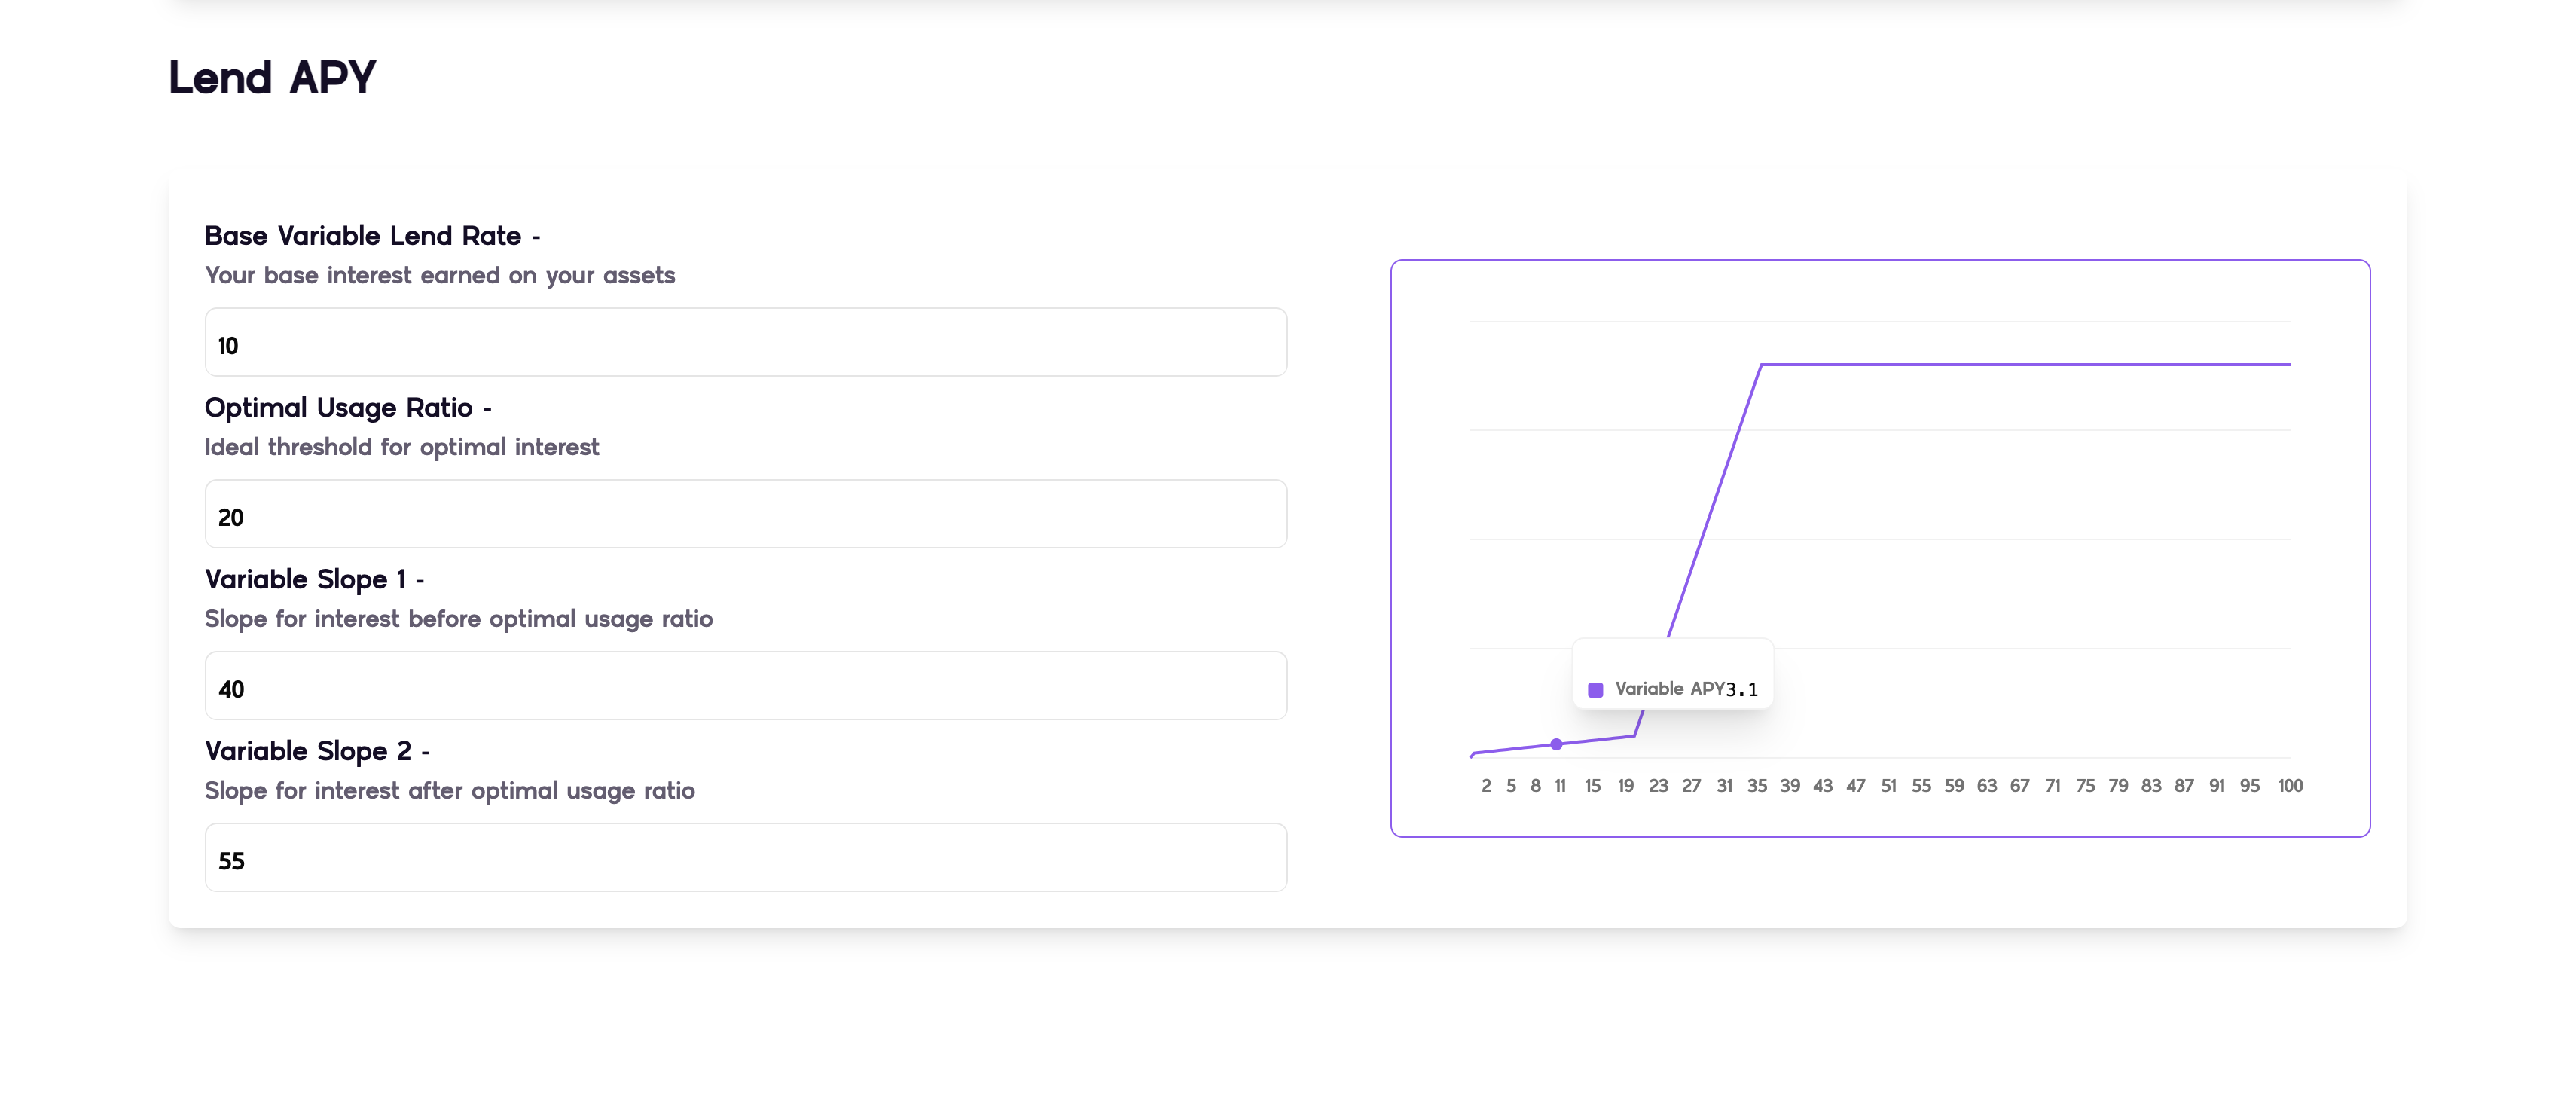 Lend APY
Base Variable Lend Rate -
Your base interest earned on your assets
10
Optimal Usage Ratio -
Ideal threshold for optimal interest
20
Variable Slope 1 -
Slope for interest before optimal usage ratio
40
Variable Slope 2 -
Slope for interest after optimal usage ratio
55
Variable APY3.1
2 5 8 11 15 19 23 27 31 35 39 43 47 51 55 59 63 67 71 75 79 83 87 91 95 100